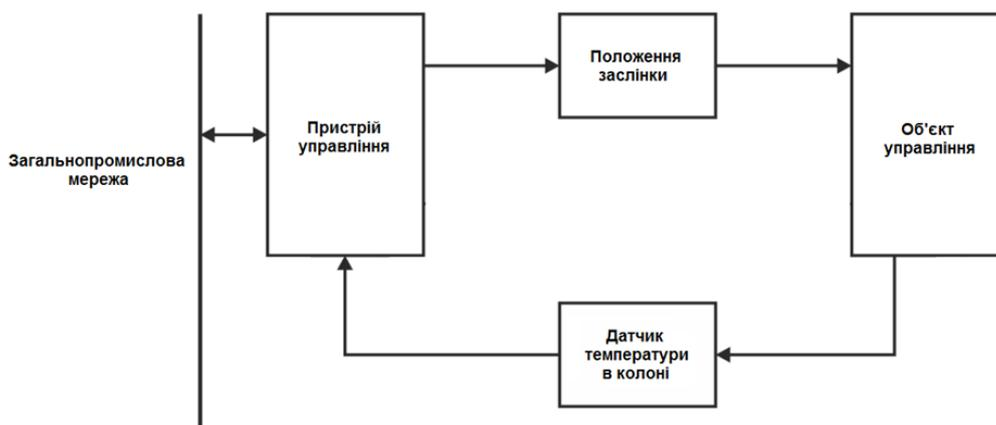 Загальнопромислова
мережа
Пристрій
управління
Положення
заслінки
Об'єкт
управління
Датчик
температури
в колоні